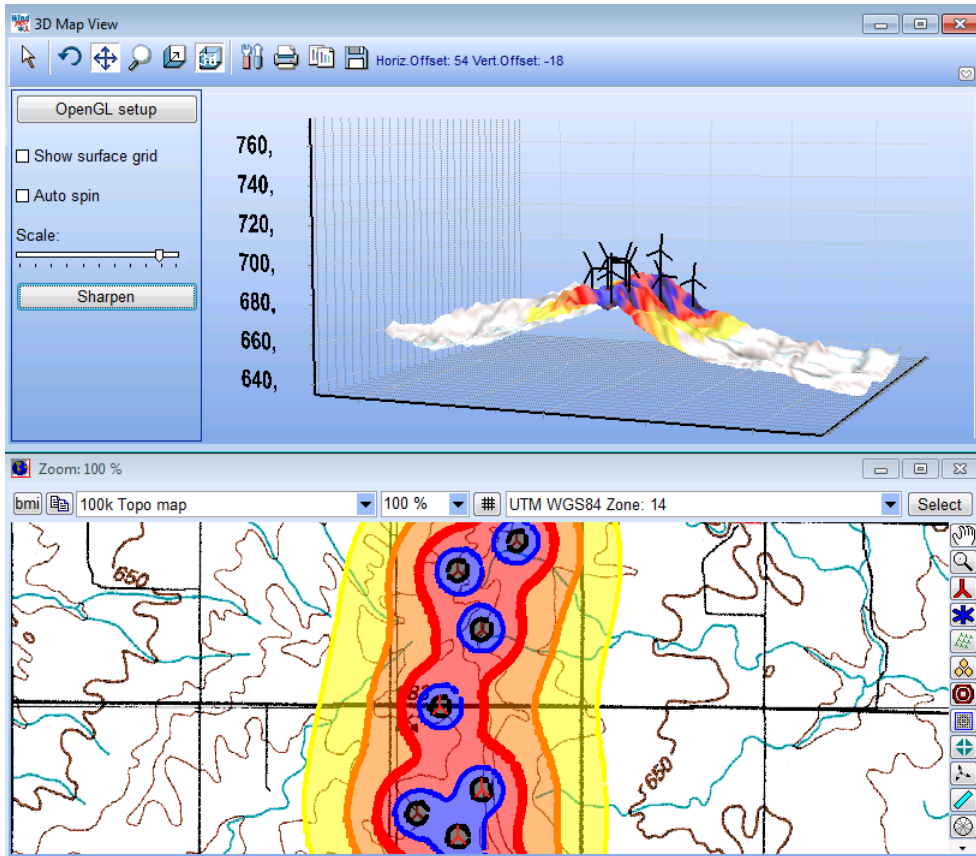 3D Map View
Horiz.Offset: 54 Vert.Offset: -18
OpenGL setup
Show surface grid
Auto spin
Scale:
Sharpen
760,
740,
720,
700,
680,
660,
640,
Zoom: 100 %
bmi 100k Topo map 100 % UTM WGS84 Zone: 14 Select
650
650
650